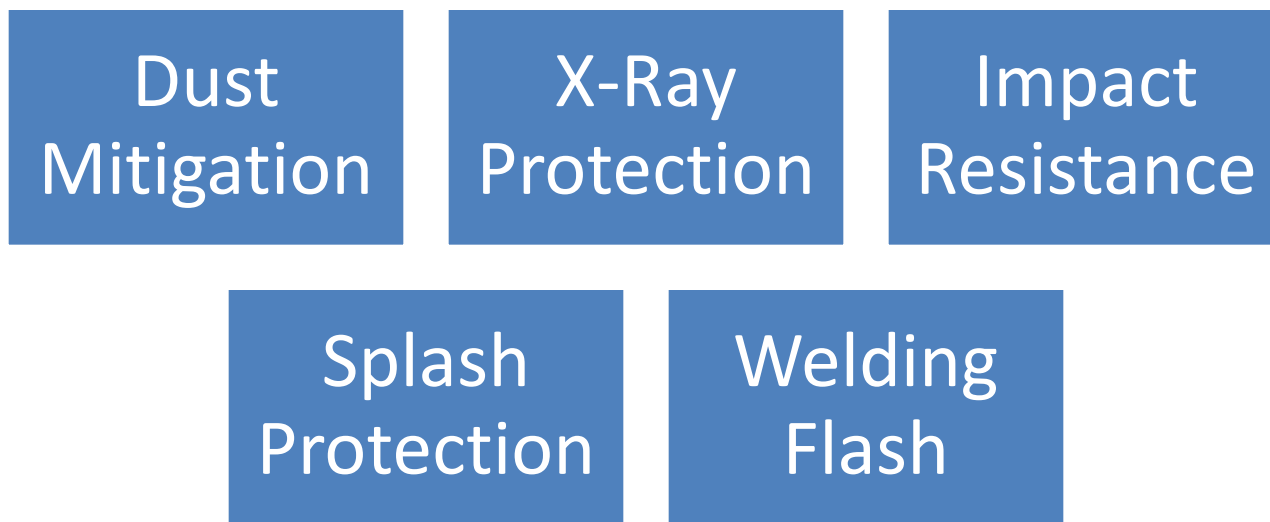 Dust
Mitigation
X-Ray
Protection
Impact
Resistance
Splash
Protection
Welding
Flash